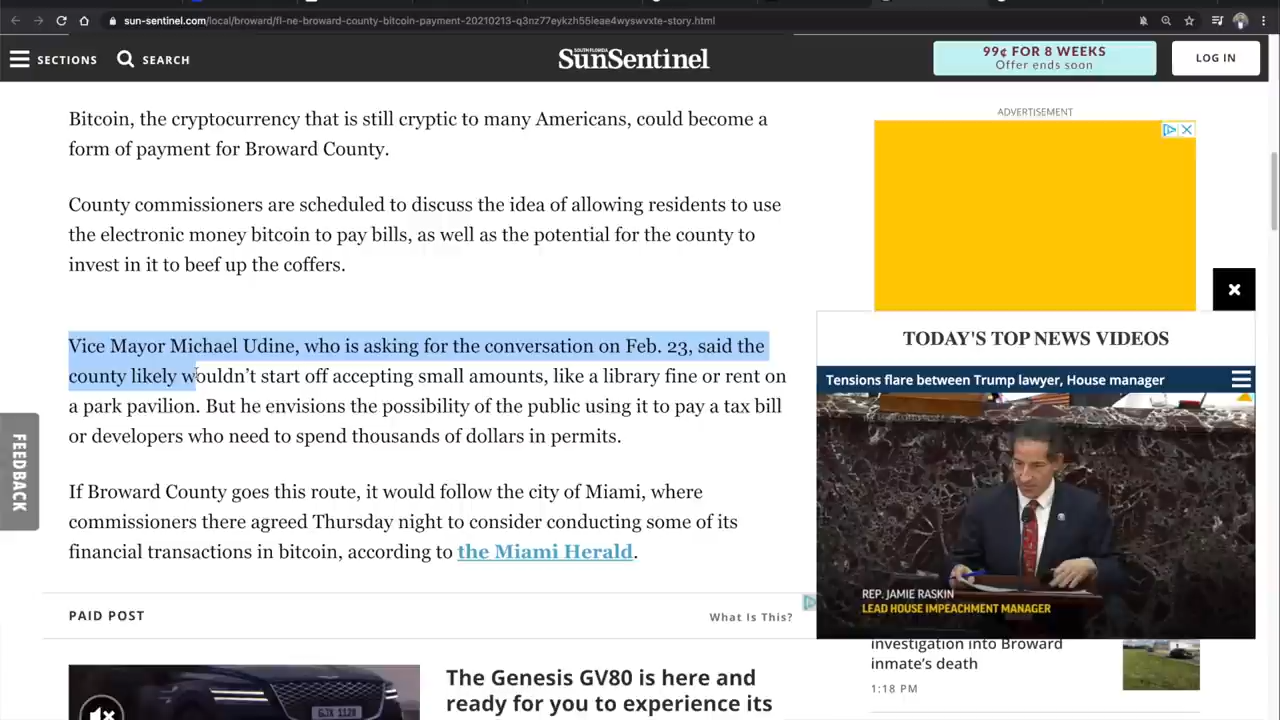 sun-sentinel.com/local/broward/fl-ne-broward-county-bitcoin-payment-20210213-q3nz77eykzh55ieae4wyswvxte-story.html
SECTIONS
SEARCH
SOUTH FLORIDA
SunSentinel
99¢ FOR 8 WEEKS
Offer ends soon
LOG IN
Bitcoin, the cryptocurrency that is still cryptic to many Americans, could become a
form of payment for Broward County.
County commissioners are scheduled to discuss the idea of allowing residents to use
the electronic money bitcoin to pay bills, as well as the potential for the county to
invest in it to beef up the coffers.
Vice Mayor Michael Udine, who is asking for the conversation on Feb. 23, said the
county likely wouldn’t start off accepting small amounts, like a library fine or rent on
a park pavilion. But he envisions the possibility of the public using it to pay a tax bill
or developers who need to spend thousands of dollars in permits.
If Broward County goes this route, it would follow the city of Miami, where
commissioners there agreed Thursday night to consider conducting some of its
financial transactions in bitcoin, according to the Miami Herald.
FEEDBACK
PAID POST
What Is This?
The Genesis GV80 is here and
ready for you to experience its
ADVERTISEMENT
TODAY'S TOP NEWS VIDEOS
Tensions flare between Trump lawyer, House manager
REP. JAMIE RASKIN
LEAD HOUSE IMPEACHMENT MANAGER
investigation into Broward
inmate’s death
1:18 PM